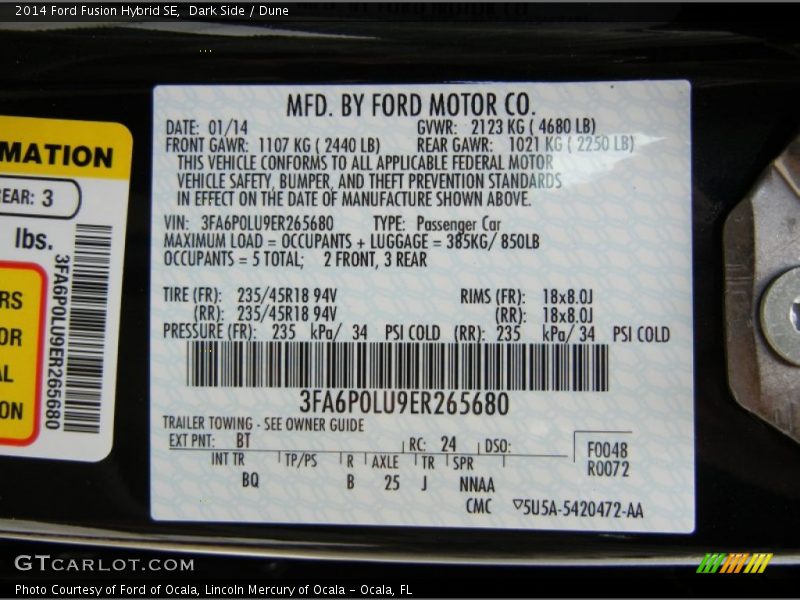 2014 Ford Fusion Hybrid SE,  Dark Side / Dune
MATION
EAR: 3
lbs.
RS
OR
AL
ON
3FA6P0LU9ER265680
MFD. BY FORD MOTOR CO.
DATE: 01/14 GVWR: 2123 KG ( 4680 LB)
FRONT GAWR: 1107 KG ( 2440 LB) REAR GAWR: 1021 KG ( 2250 LB)
THIS VEHICLE CONFORMS TO ALL APPLICABLE FEDERAL MOTOR
VEHICLE SAFETY, BUMPER, AND THEFT PREVENTION STANDARDS
IN EFFECT ON THE DATE OF MANUFACTURE SHOWN ABOVE.
VIN: 3FA6P0LU9ER265680 TYPE: Passenger Car
MAXIMUM LOAD = OCCUPANTS + LUGGAGE = 385KG/ 850LB
OCCUPANTS = 5 TOTAL; 2 FRONT, 3 REAR
TIRE (FR): 235/45R18 94V RIMS (FR): 18x8.0J
(RR): 235/45R18 94V (RR): 18x8.0J
PRESSURE (FR): 235 kPa/ 34 PSI COLD (RR): 235 kPa/ 34 PSI COLD
3FA6P0LU9ER265680
TRAILER TOWING - SEE OWNER GUIDE
EXT PNT: BT RC: 24 DSO: F0048
INT TR TP/PS R AXLE TR SPR R0072
BQ B 25 J NNAA
CMC ▽5U5A-5420472-AA
GTCARLOT.COM
Photo Courtesy of Ford of Ocala, Lincoln Mercury of Ocala – Ocala, FL